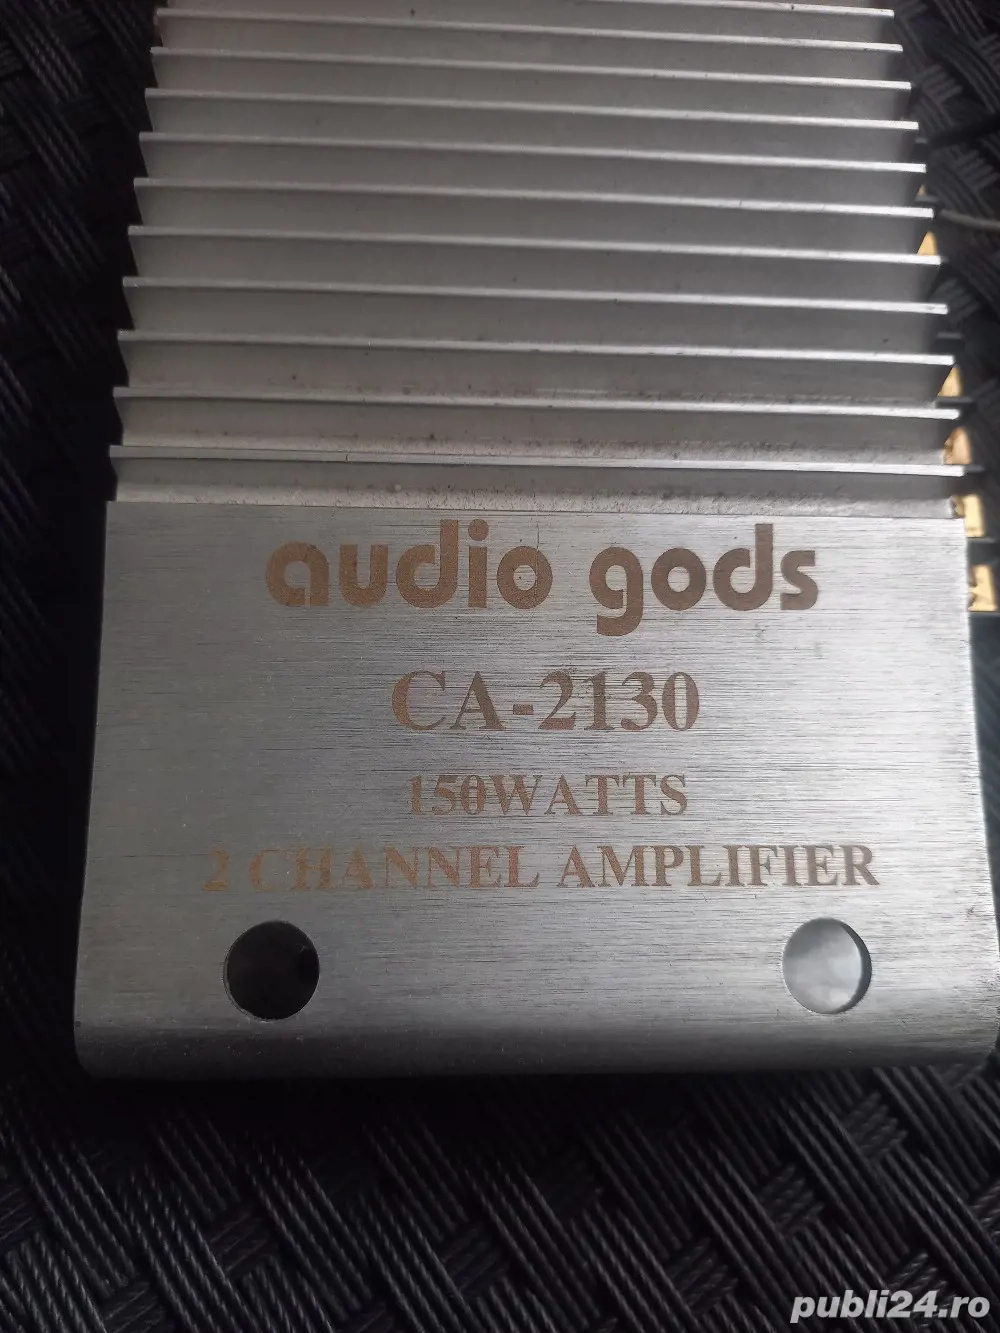 audio gods
CA-2130
150WATTS
2 CHANNEL AMPLIFIER
publi24.ro